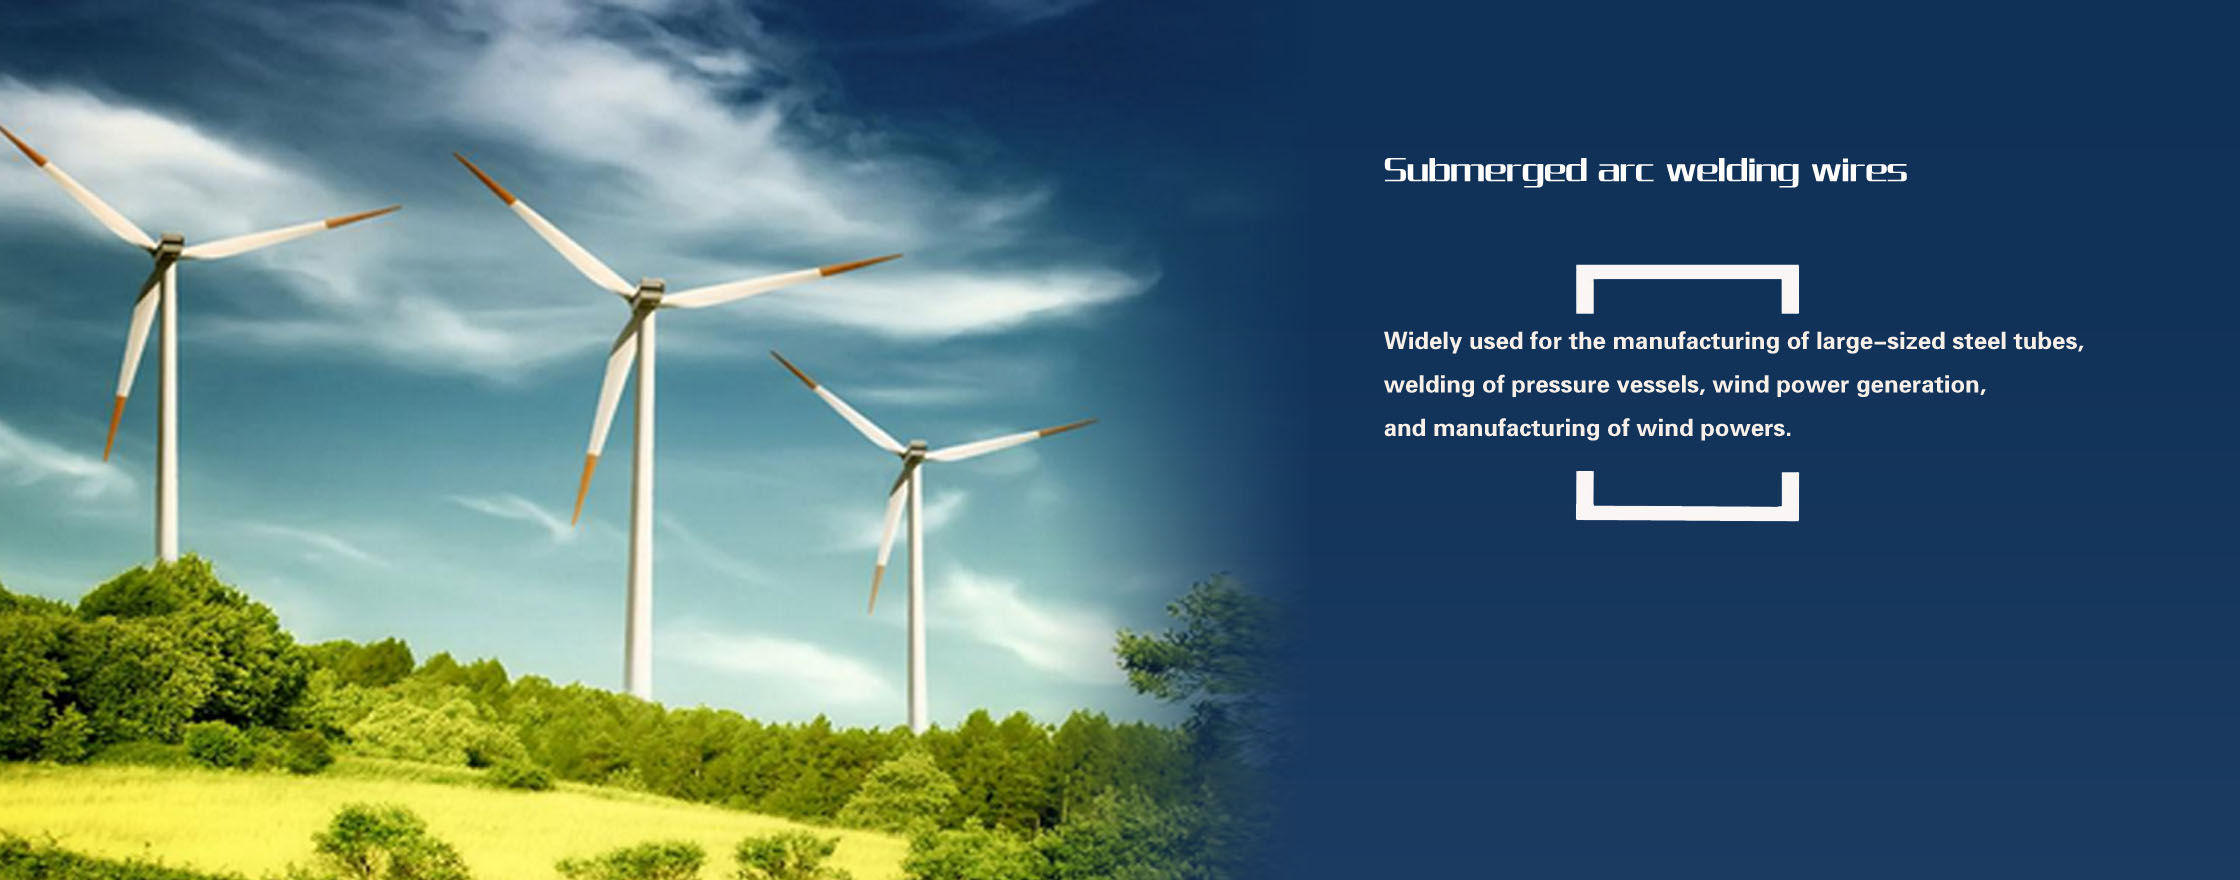 Submerged arc welding wires
Widely used for the manufacturing of large-sized steel tubes,
welding of pressure vessels, wind power generation,
and manufacturing of wind powers.